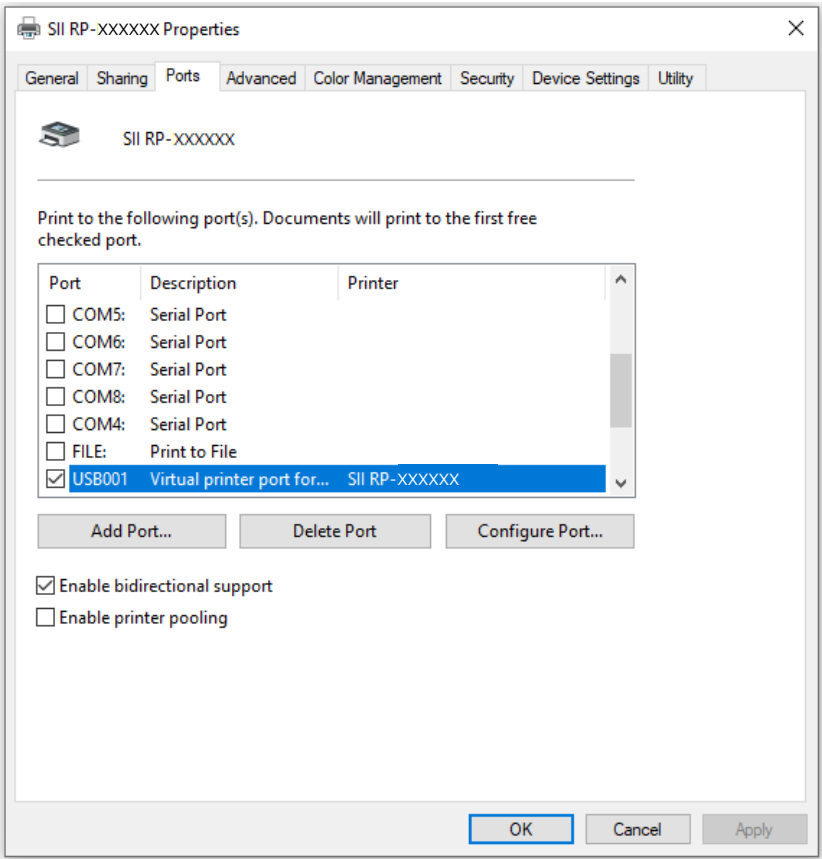 SII RP-XXXXXX Properties
General Sharing Ports Advanced Color Management Security Device Settings Utility
SII RP-XXXXXX
Print to the following port(s). Documents will print to the first free
checked port.
Port Description Printer
COM5: Serial Port
COM6: Serial Port
COM7: Serial Port
COM8: Serial Port
COM4: Serial Port
FILE: Print to File
USB001 Virtual printer port for... SII RP-XXXXXX
Add Port... Delete Port Configure Port...
Enable bidirectional support
Enable printer pooling
OK Cancel Apply